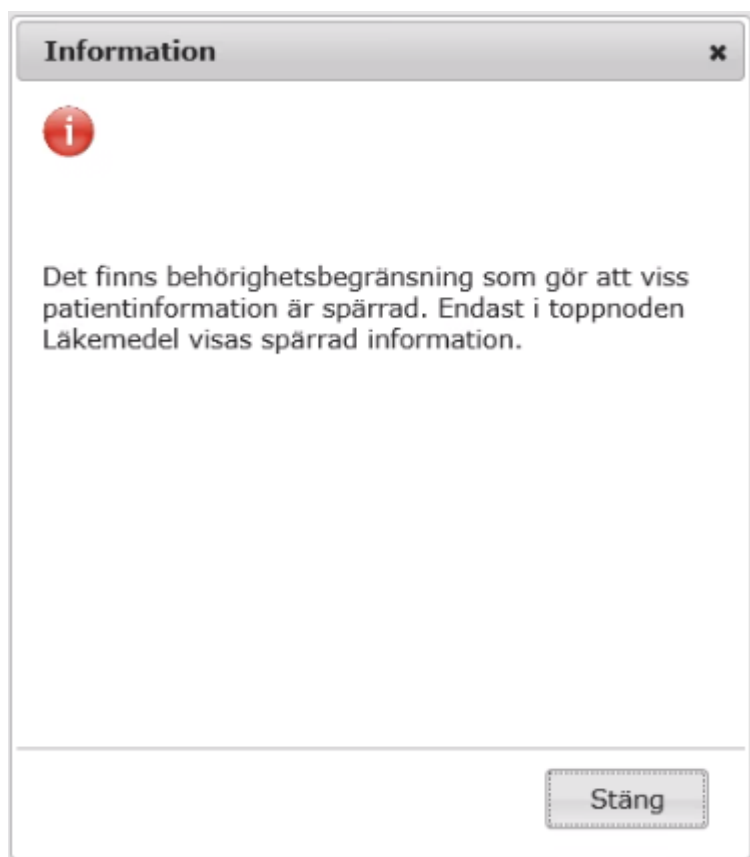 Information
Det finns behörighetsbegränsning som gör att viss
patientinformation är spärrad. Endast i toppnoden
Läkemedel visas spärrad information.
Stäng